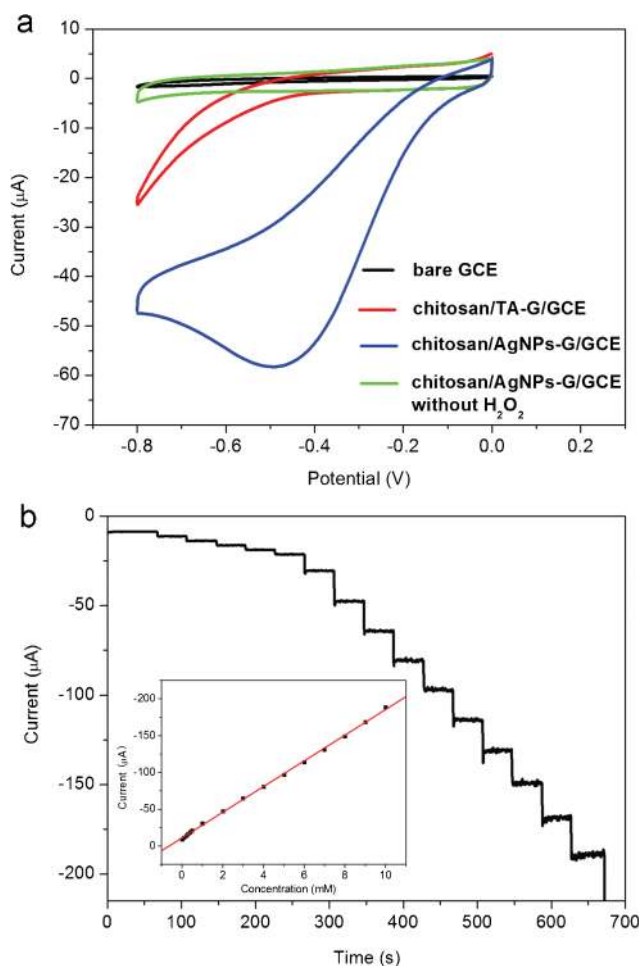 a
10
0
-10
-20
-30
-40
-50
-60
-70
Current (μA)
bare GCE
chitosan/TA-G/GCE
chitosan/AgNPs-G/GCE
chitosan/AgNPs-G/GCE
without H₂O₂
-0.8 -0.6 -0.4 -0.2 0.0
Potential (V)
b
0
-50
-100
-150
-200
Current (μA)
-200
-150
-100
-50
0
Current (μA)
0 2 4 6 8 10
Concentration (mM)
0 100 200 300 400 500 600 700
Time (s)